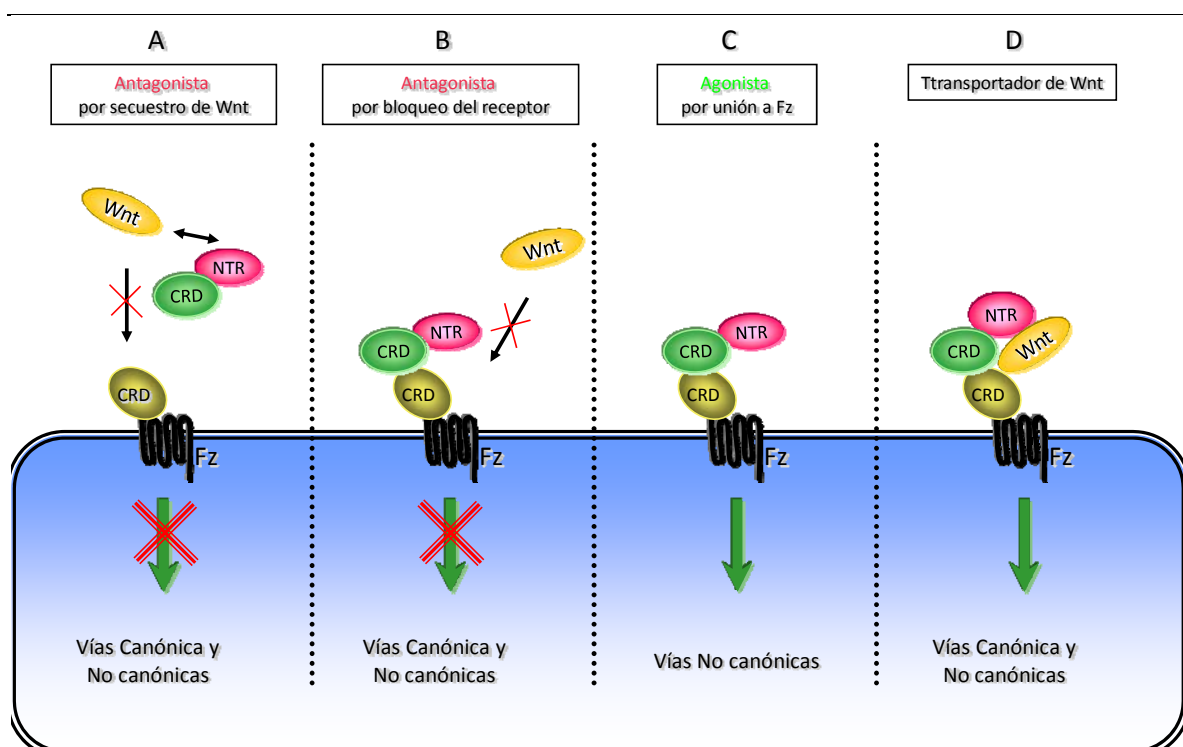 A
Antagonista
por secuestro de Wnt
Wnt
NTR
CRD
CRD
Fz
Vías Canónica y
No canónicas
B
Antagonista
por bloqueo del receptor
Wnt
NTR
CRD
CRD
Fz
Vías Canónica y
No canónicas
C
Agonista
por unión a Fz
NTR
CRD
CRD
Fz
Vías No canónicas
D
Ttransportador de Wnt
NTR
Wnt
CRD
CRD
Fz
Vías Canónica y
No canónicas